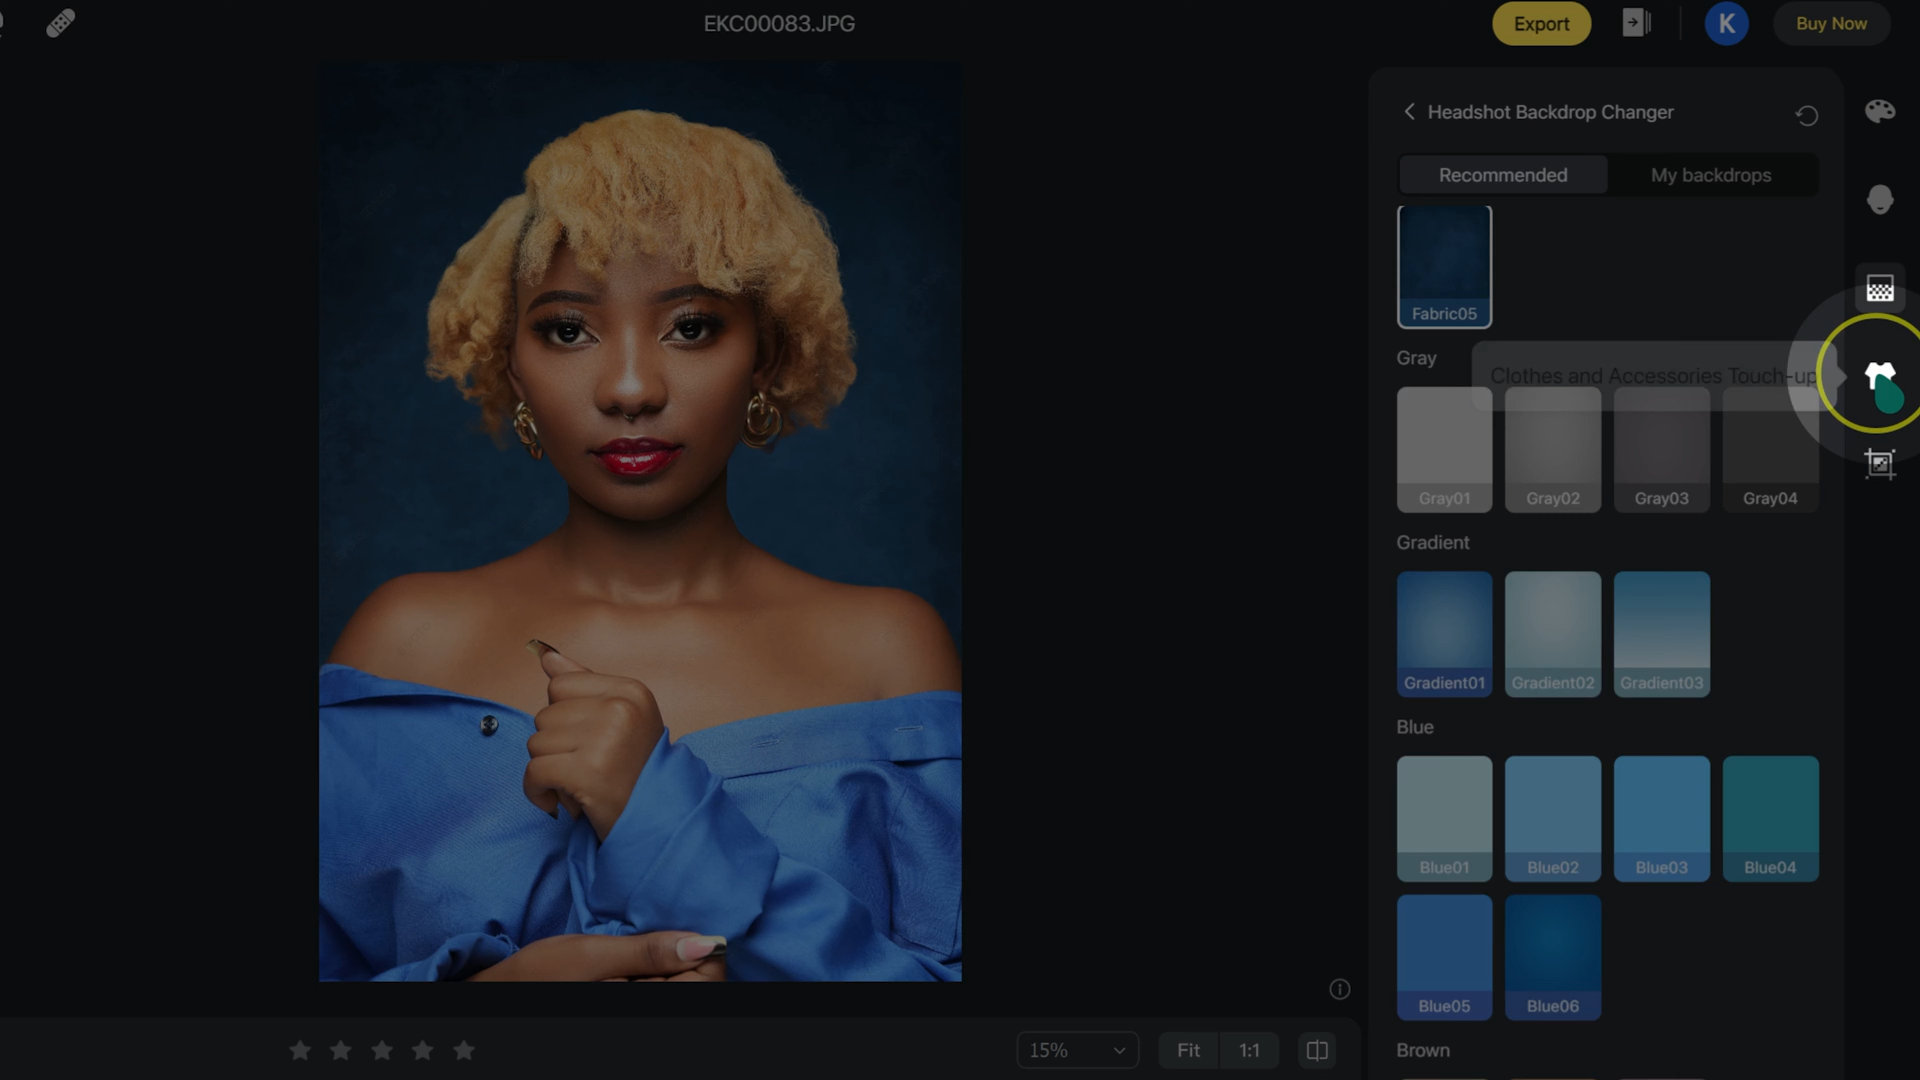 EKC00083.JPG
Export
K
Buy Now
Headshot Backdrop Changer
Recommended
My backdrops
Fabric05
Gray
Clothes and Accessories Touch-up
Gray01
Gray02
Gray03
Gray04
Gradient
Gradient01
Gradient02
Gradient03
Blue
Blue01
Blue02
Blue03
Blue04
Blue05
Blue06
15%
Fit
1:1
Brown